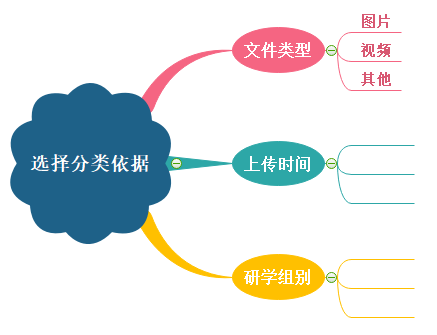 选择分类依据
文件类型
图片
视频
其他
上传时间
研学组别